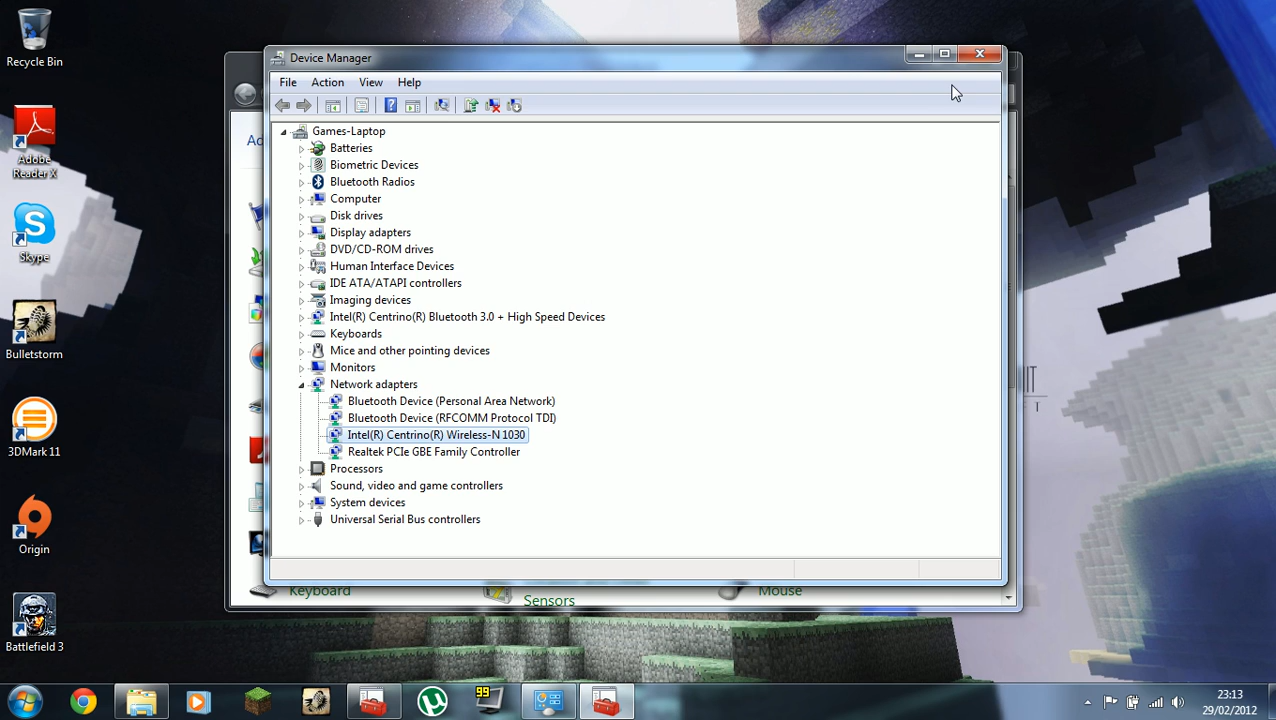 Recycle Bin
Adobe
Reader X
Skype
Bulletstorm
3DMark 11
Origin
Battlefield 3
Device Manager
File Action View Help
Games-Laptop
Batteries
Biometric Devices
Bluetooth Radios
Computer
Disk drives
Display adapters
DVD/CD-ROM drives
Human Interface Devices
IDE ATA/ATAPI controllers
Imaging devices
Intel(R) Centrino(R) Bluetooth 3.0 + High Speed Devices
Keyboards
Mice and other pointing devices
Monitors
Network adapters
Bluetooth Device (Personal Area Network)
Bluetooth Device (RFCOMM Protocol TDI)
Intel(R) Centrino(R) Wireless-N 1030
Realtek PCIe GBE Family Controller
Processors
Sound, video and game controllers
System devices
Universal Serial Bus controllers
Ad
Keyboard
Sensors
Mouse
IT
T
99
23:13
29/02/2012